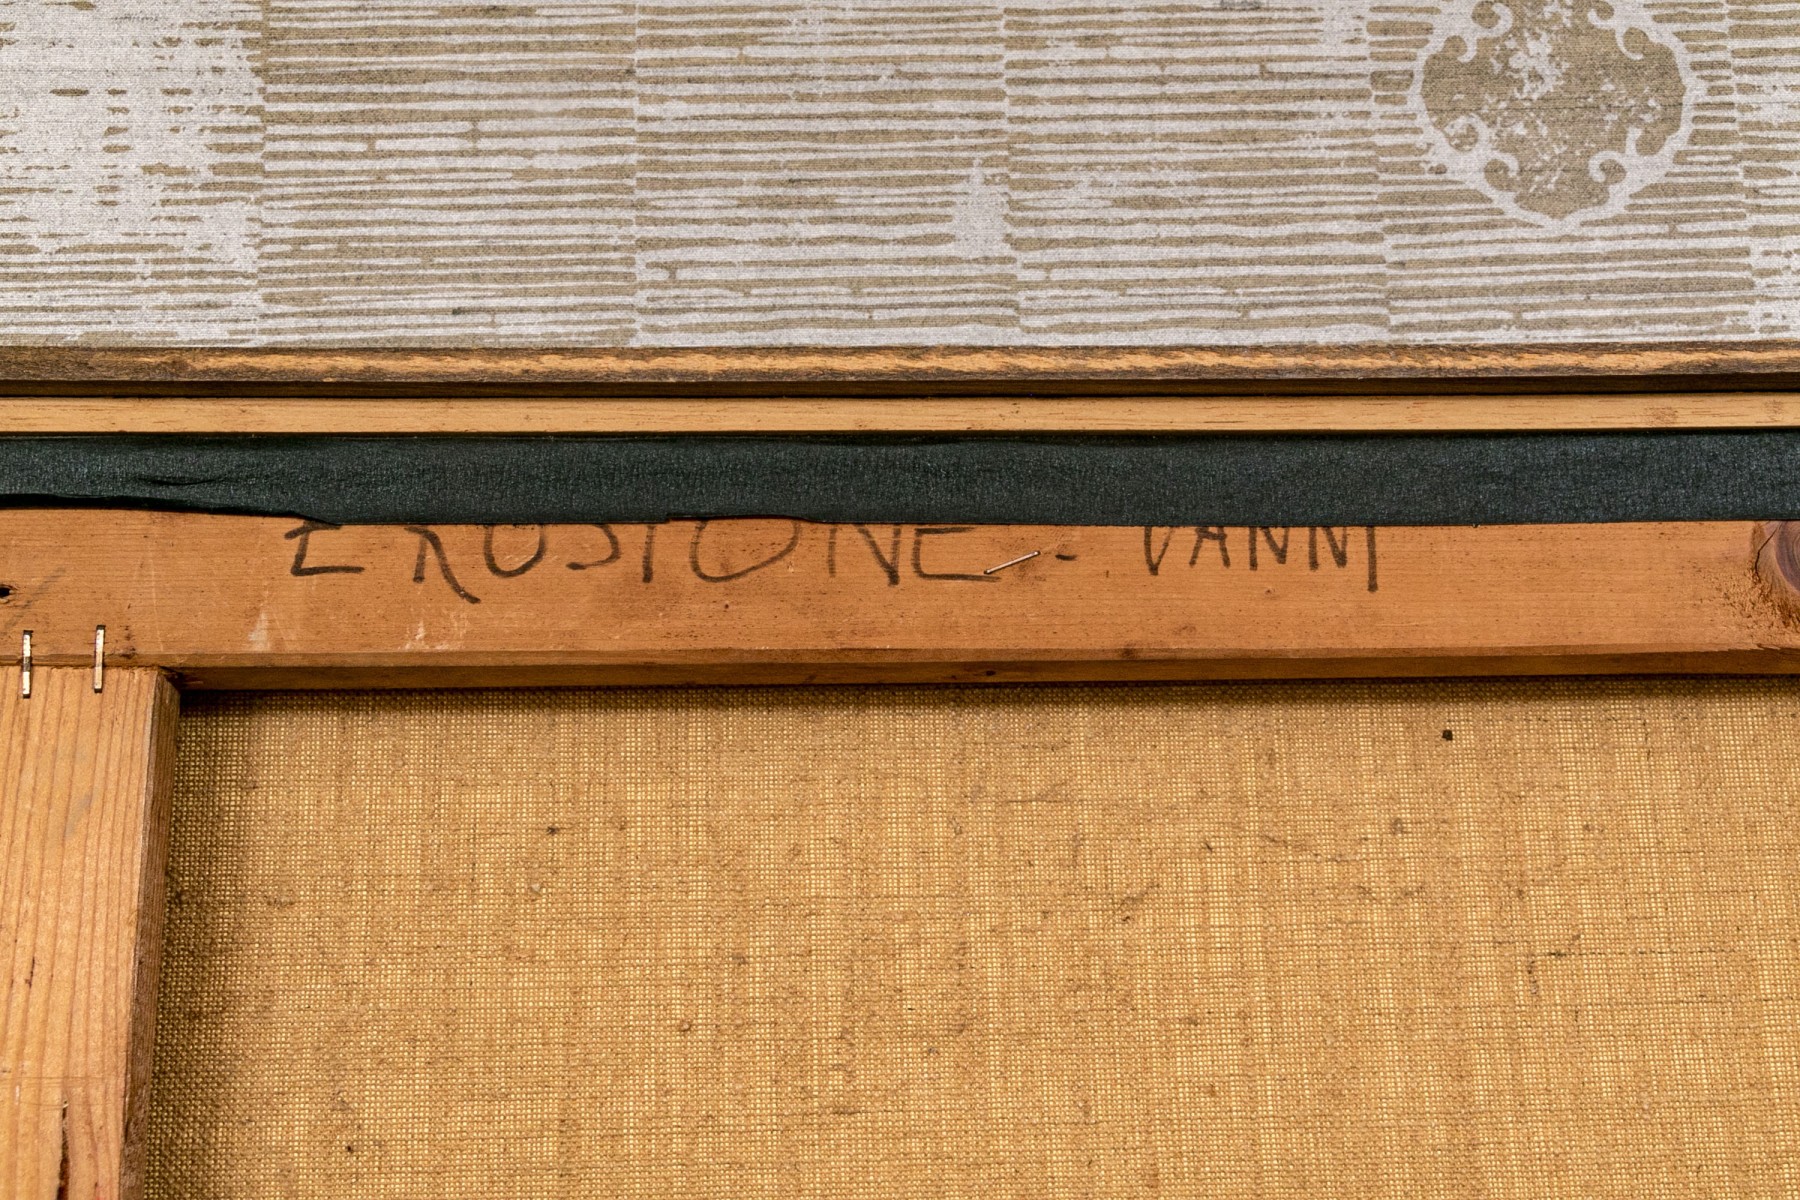 EROSIONE - VANNI